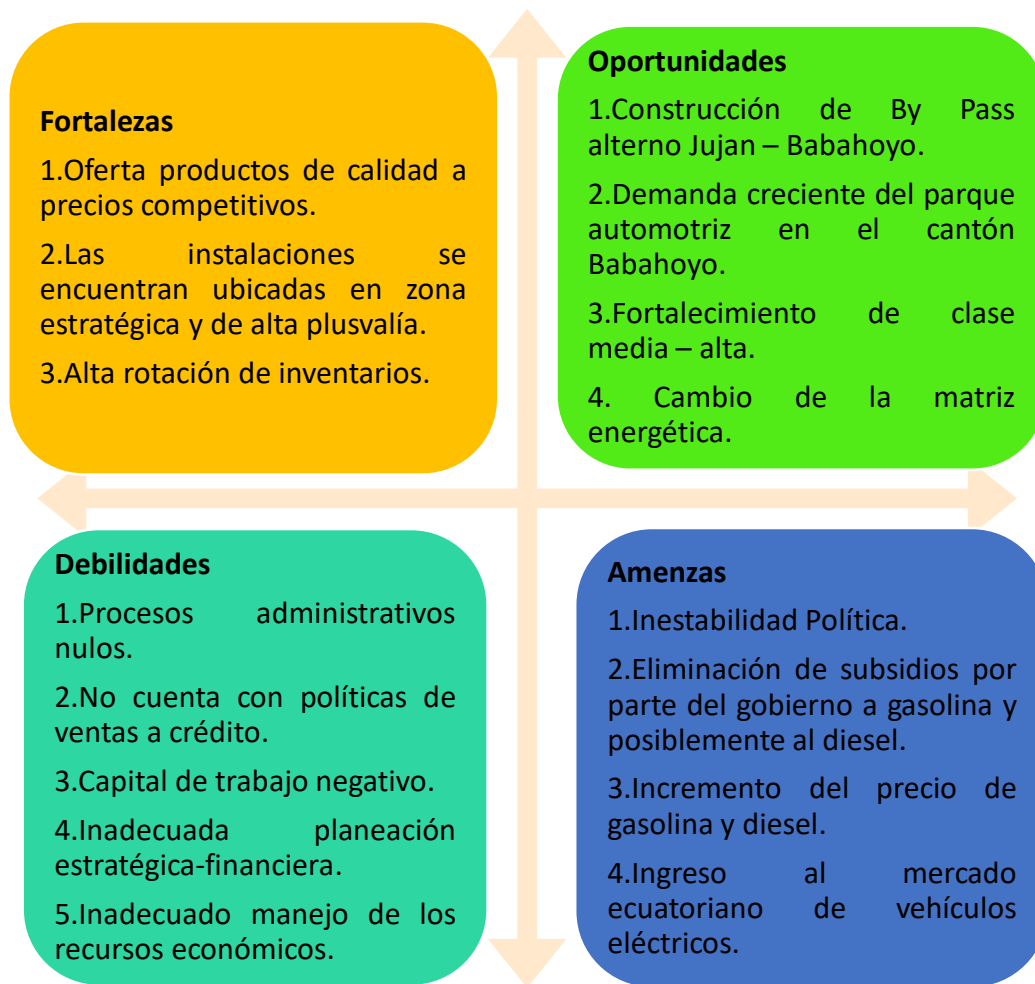 Fortalezas
1.Oferta productos de calidad a
precios competitivos.
2.Las instalaciones se
encuentran ubicadas en zona
estratégica y de alta plusvalía.
3.Alta rotación de inventarios.
Oportunidades
1.Construcción de By Pass
alterno Jujan – Babahoyo.
2.Demanda creciente del parque
automotriz en el cantón
Babahoyo.
3.Fortalecimiento de clase
media – alta.
4. Cambio de la matriz
energética.
Debilidades
1.Procesos administrativos
nulos.
2.No cuenta con políticas de
ventas a crédito.
3.Capital de trabajo negativo.
4.Inadecuada planeación
estratégica-financiera.
5.Inadecuado manejo de los
recursos económicos.
Amenzas
1.Inestabilidad Política.
2.Eliminación de subsidios por
parte del gobierno a gasolina y
posiblemente al diesel.
3.Incremento del precio de
gasolina y diesel.
4.Ingreso al mercado
ecuatoriano de vehículos
eléctricos.